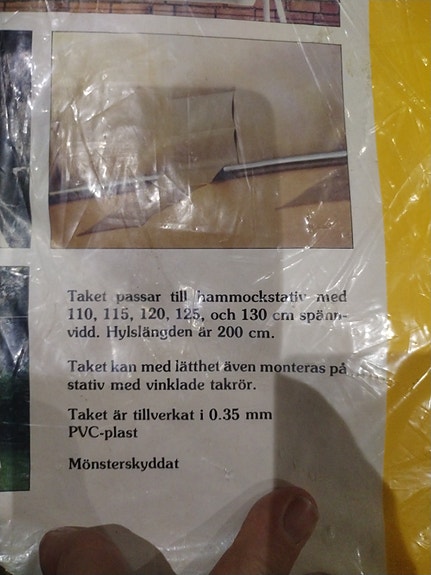 Taket passar till hammockstativ med
110, 115, 120, 125, och 130 cm spänn-
vidd. Hylslängden är 200 cm.
Taket kan med lätthet även monteras på
stativ med vinklade takrör.
Taket är tillverkat i 0.35 mm
PVC-plast
Mönsterskyddat